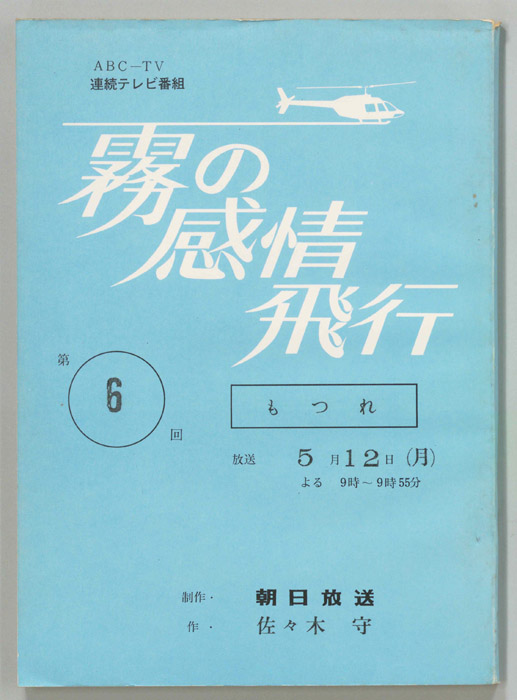 ABC—TV
連続テレビ番組
霧の
感情
飛行
第
6
回
もつれ
放送 5月12日(月)
よる 9時～9時55分
制作・ 朝日放送
作・ 佐々木 守